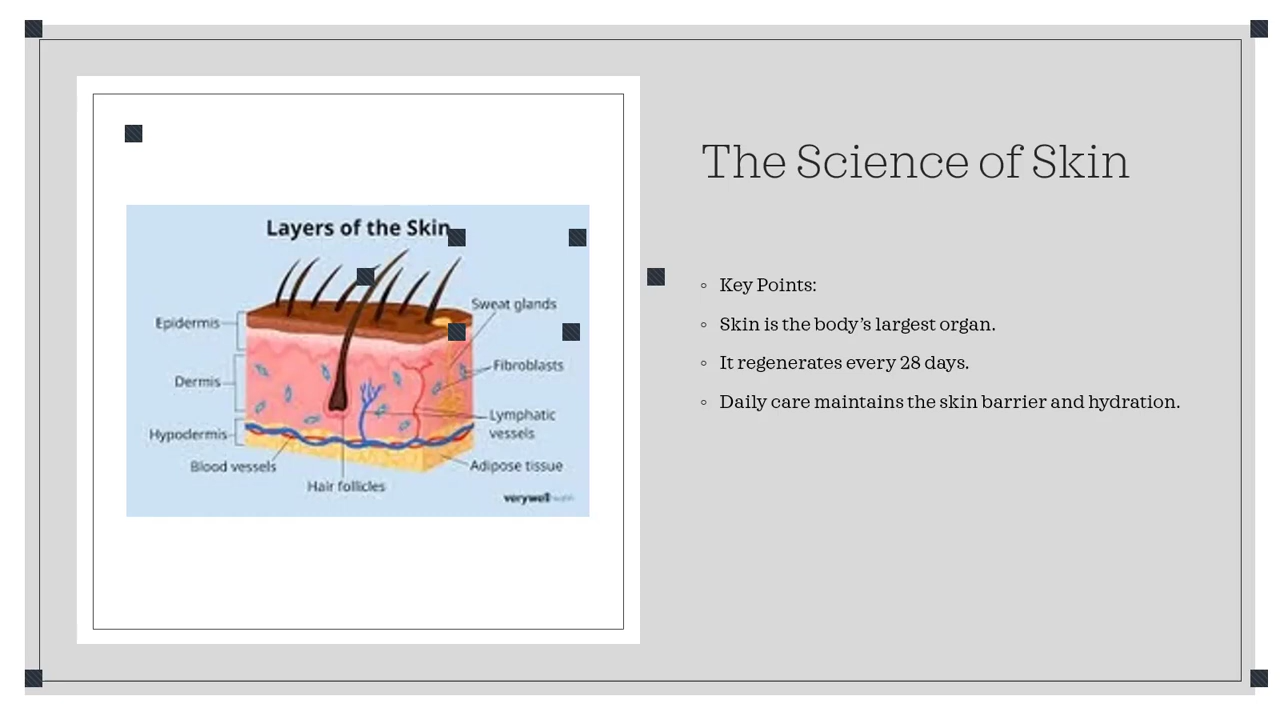 The Science of Skin
Layers of the Skin
Sweat glands
Epidermis
Fibroblasts
Dermis
Lymphatic
vessels
Hypodermis
Blood vessels
Adipose tissue
Hair follicles
verywell
Key Points:
Skin is the body’s largest organ.
It regenerates every 28 days.
Daily care maintains the skin barrier and hydration.